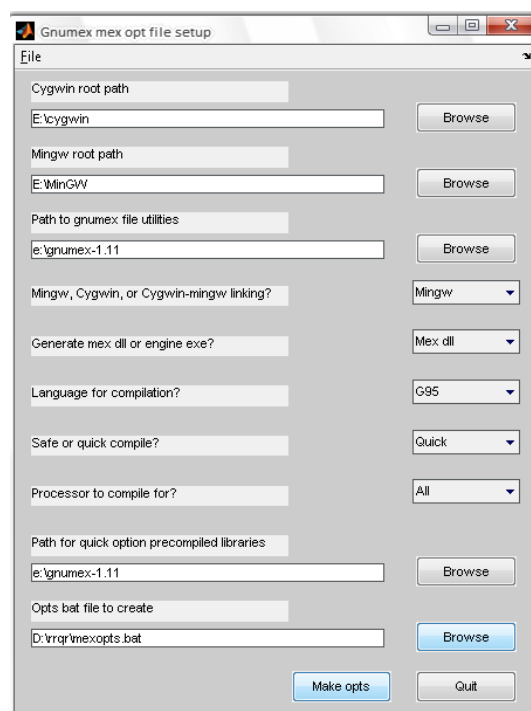 Gnumex mex opt file setup
File
Cygwin root path
E:\cygwin
Browse
Mingw root path
E:\MinGW
Browse
Path to gnumex file utilities
e:\gnumex-1.11
Browse
Mingw, Cygwin, or Cygwin-mingw linking?
Mingw
Generate mex dll or engine exe?
Mex dll
Language for compilation?
G95
Safe or quick compile?
Quick
Processor to compile for?
All
Path for quick option precompiled libraries
e:\gnumex-1.11
Browse
Opts bat file to create
D:\rrqr\mexopts.bat
Browse
Make opts
Quit